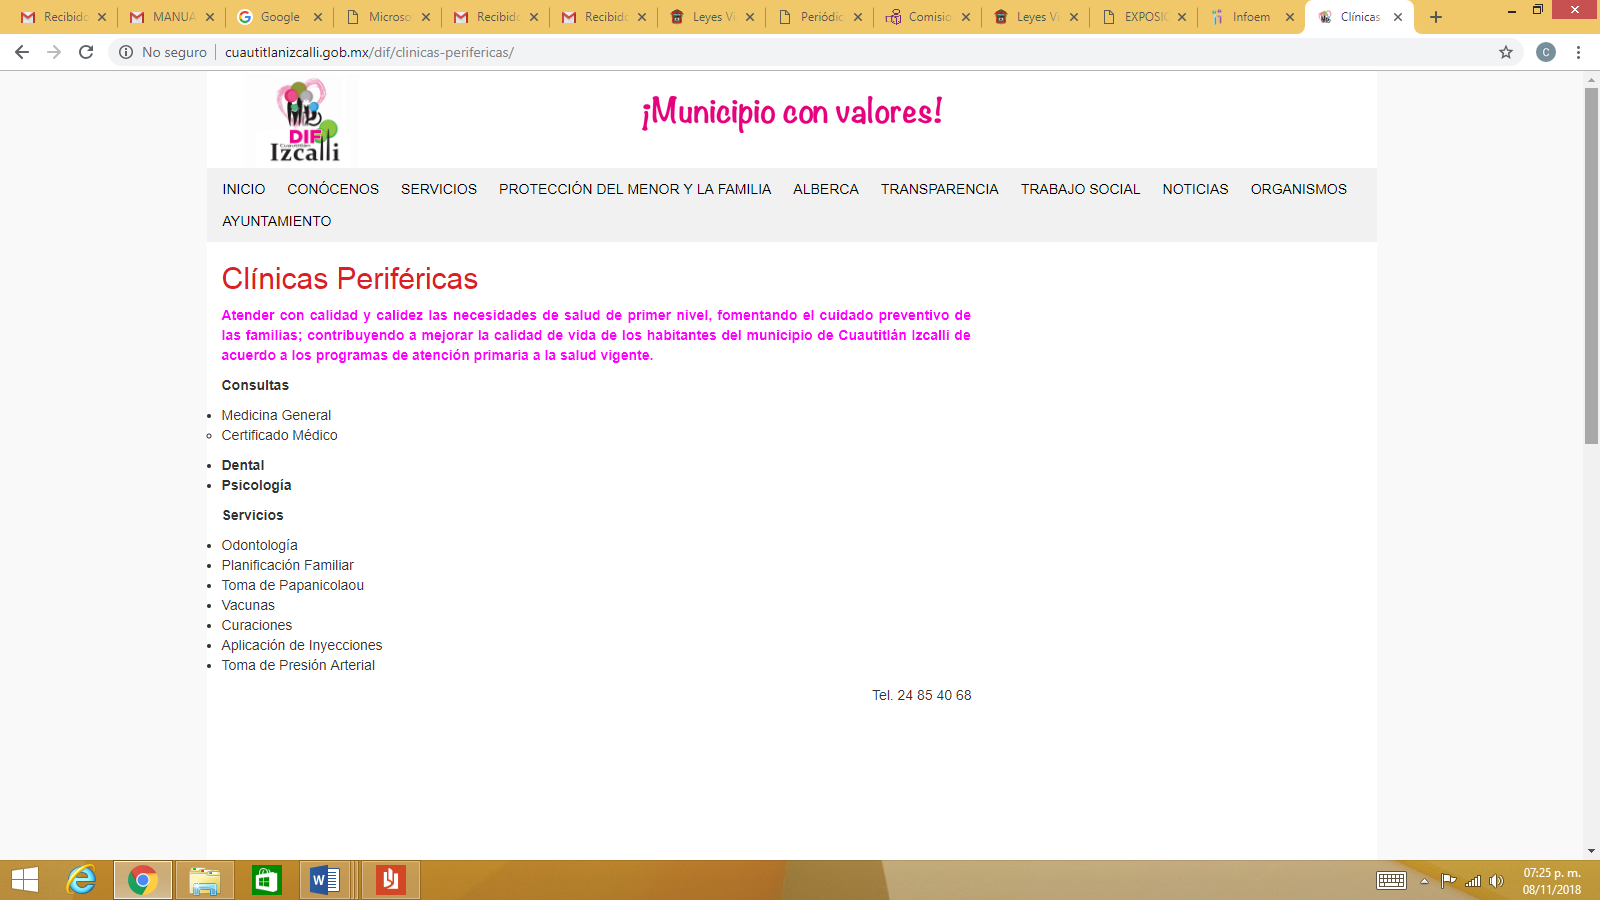 Recibido
MANUA
Google
Microso
Recibido
Recibido
Leyes Vi
Periódic
Comisio
Leyes Vi
EXPOSIC
Infoem
Clínicas
No seguro
cuautitlanizcalli.gob.mx/dif/clinicas-perifericas/
C
DIF
Cuautitlán
Izcalli
¡Municipio con valores!
INICIO CONÓCENOS SERVICIOS PROTECCIÓN DEL MENOR Y LA FAMILIA ALBERCA TRANSPARENCIA TRABAJO SOCIAL NOTICIAS ORGANISMOS
AYUNTAMIENTO
Clínicas Periféricas
Atender con calidad y calidez las necesidades de salud de primer nivel, fomentando el cuidado preventivo de
las familias; contribuyendo a mejorar la calidad de vida de los habitantes del municipio de Cuautitlán Izcalli de
acuerdo a los programas de atención primaria a la salud vigente.
Consultas
Medicina General
Certificado Médico
Dental
Psicología
Servicios
Odontología
Planificación Familiar
Toma de Papanicolaou
Vacunas
Curaciones
Aplicación de Inyecciones
Toma de Presión Arterial
Tel. 24 85 40 68
07:25 p. m.
08/11/2018